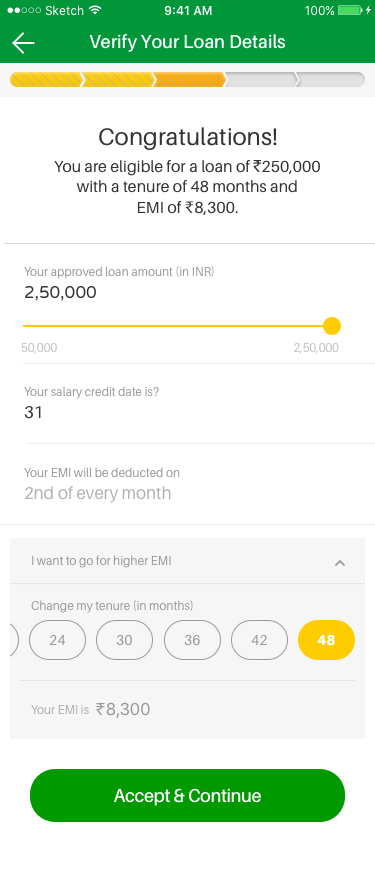 Sketch 9:41 AM 100%
Verify Your Loan Details
Congratulations!
You are eligible for a loan of ₹250,000
with a tenure of 48 months and
EMI of ₹8,300.
Your approved loan amount (in INR)
2,50,000
50,000 2,50,000
Your salary credit date is?
31
Your EMI will be deducted on
2nd of every month
I want to go for higher EMI
Change my tenure (in months)
24 30 36 42 48
Your EMI is ₹8,300
Accept & Continue